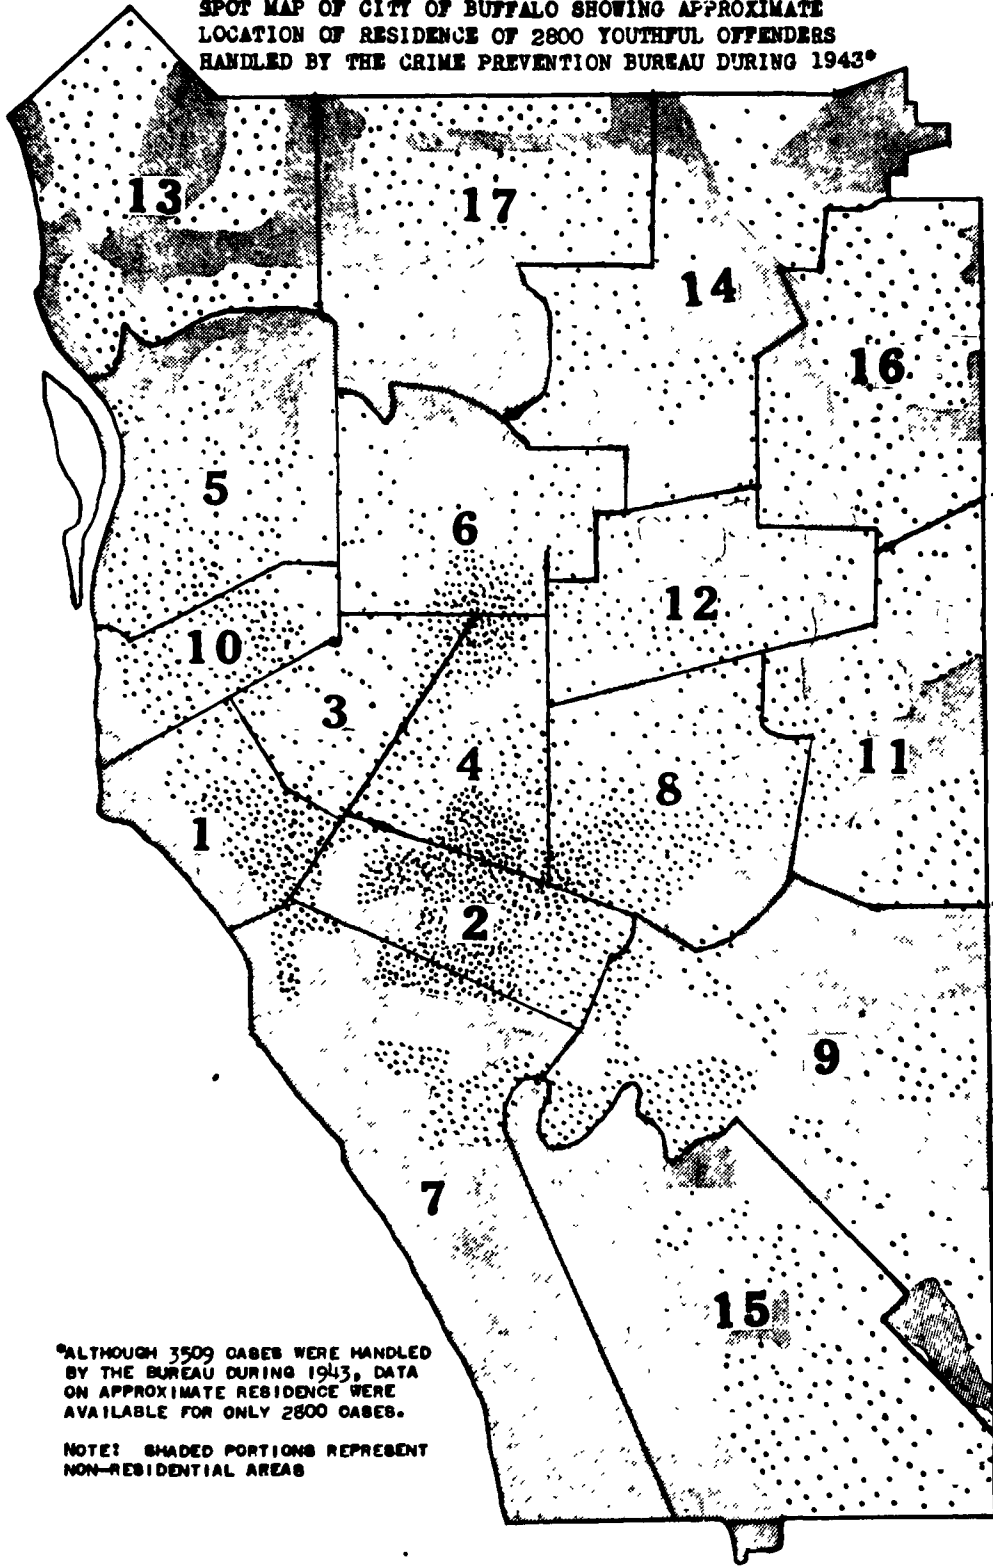 SPOT MAP OF CITY OF BUFFALO SHOWING APPROXIMATE
LOCATION OF RESIDENCE OF 2800 YOUTHFUL OFFENDERS
HANDLED BY THE CRIME PREVENTION BUREAU DURING 1943*
13
17
14
16
5
6
12
10
3
4
8
11
1
2
9
7
15
*ALTHOUGH 3509 CASES WERE HANDLED
BY THE BUREAU DURING 1943, DATA
ON APPROXIMATE RESIDENCE WERE
AVAILABLE FOR ONLY 2800 CASES.
NOTE: SHADED PORTIONS REPRESENT
NON-RESIDENTIAL AREAS